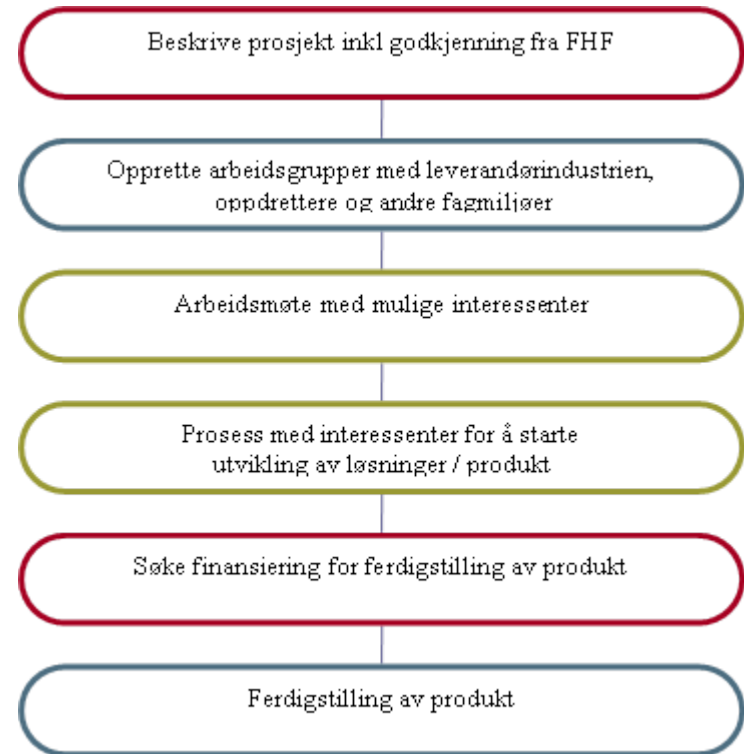 Beskrive prosjekt inkl godkjenning fra FHF
Opprette arbeidsgrupper med leverandørindustrien,
oppdrettere og andre fagmiljøer
Arbeidsmøte med mulige interessenter
Prosess med interessenter for å starte
utvikling av løsninger / produkt
Søke finansiering for ferdigstilling av produkt
Ferdigstilling av produkt